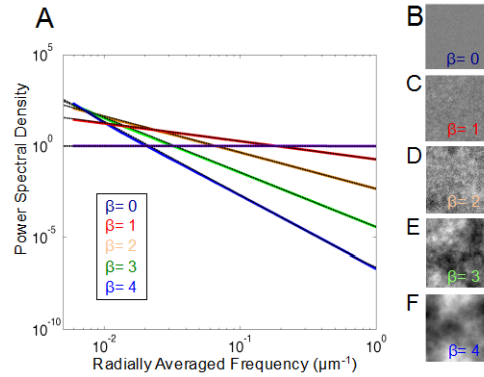 A
Power Spectral Density
10^5
10^0
10^-5
10^-10
β= 0
β= 1
β= 2
β= 3
β= 4
10^-2
10^-1
10^0
Radially Averaged Frequency (µm^-1)
B
β= 0
C
β= 1
D
β= 2
E
β= 3
F
β= 4